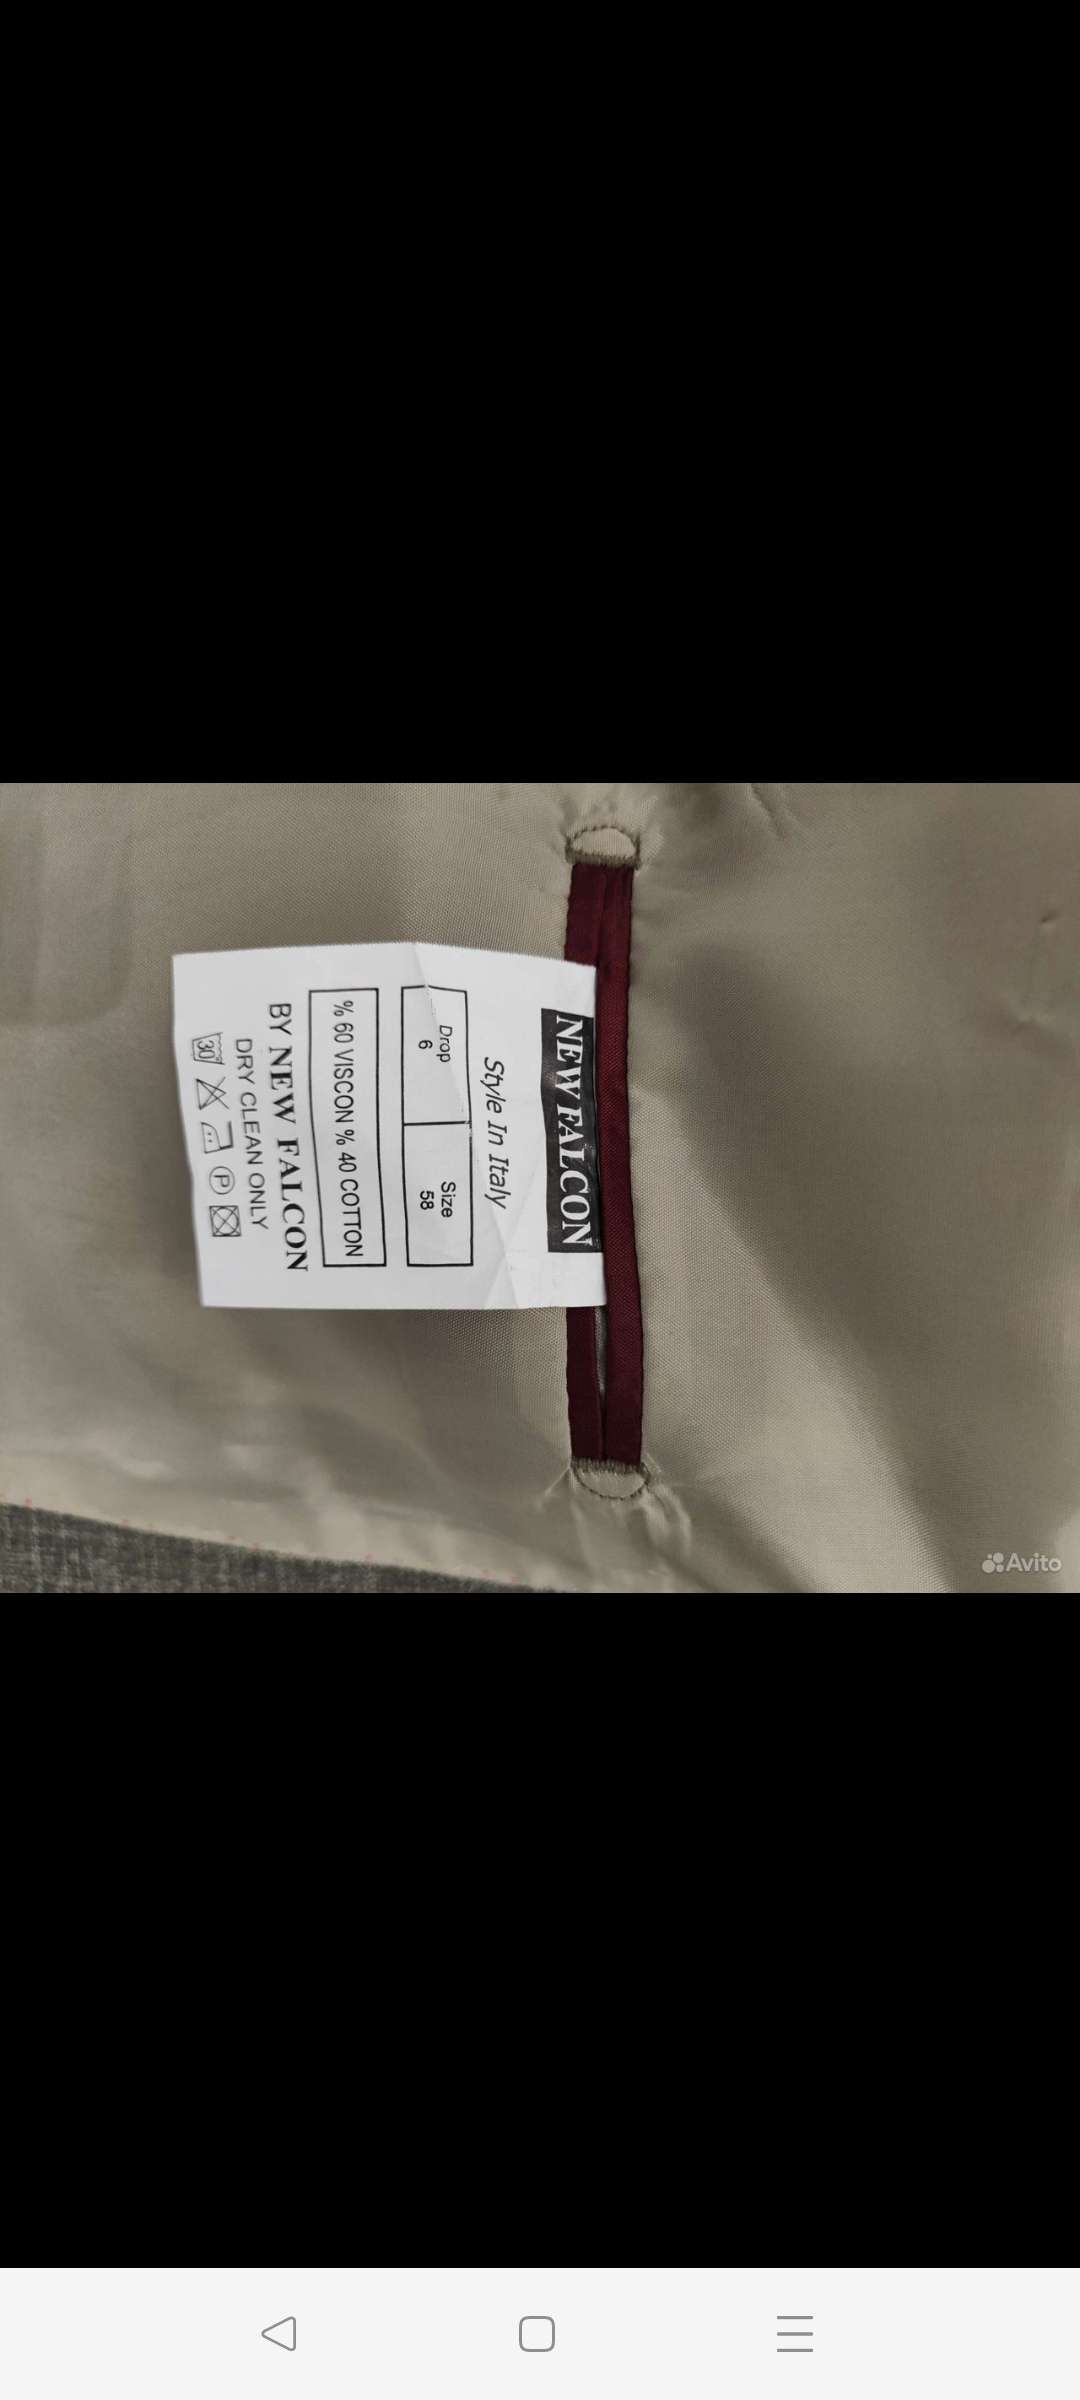 NEW FALCON
Style In Italy
Drop Size
6 58
% 60 VISCON % 40 COTTON
BY NEW FALCON
DRY CLEAN ONLY
30 P
Avito